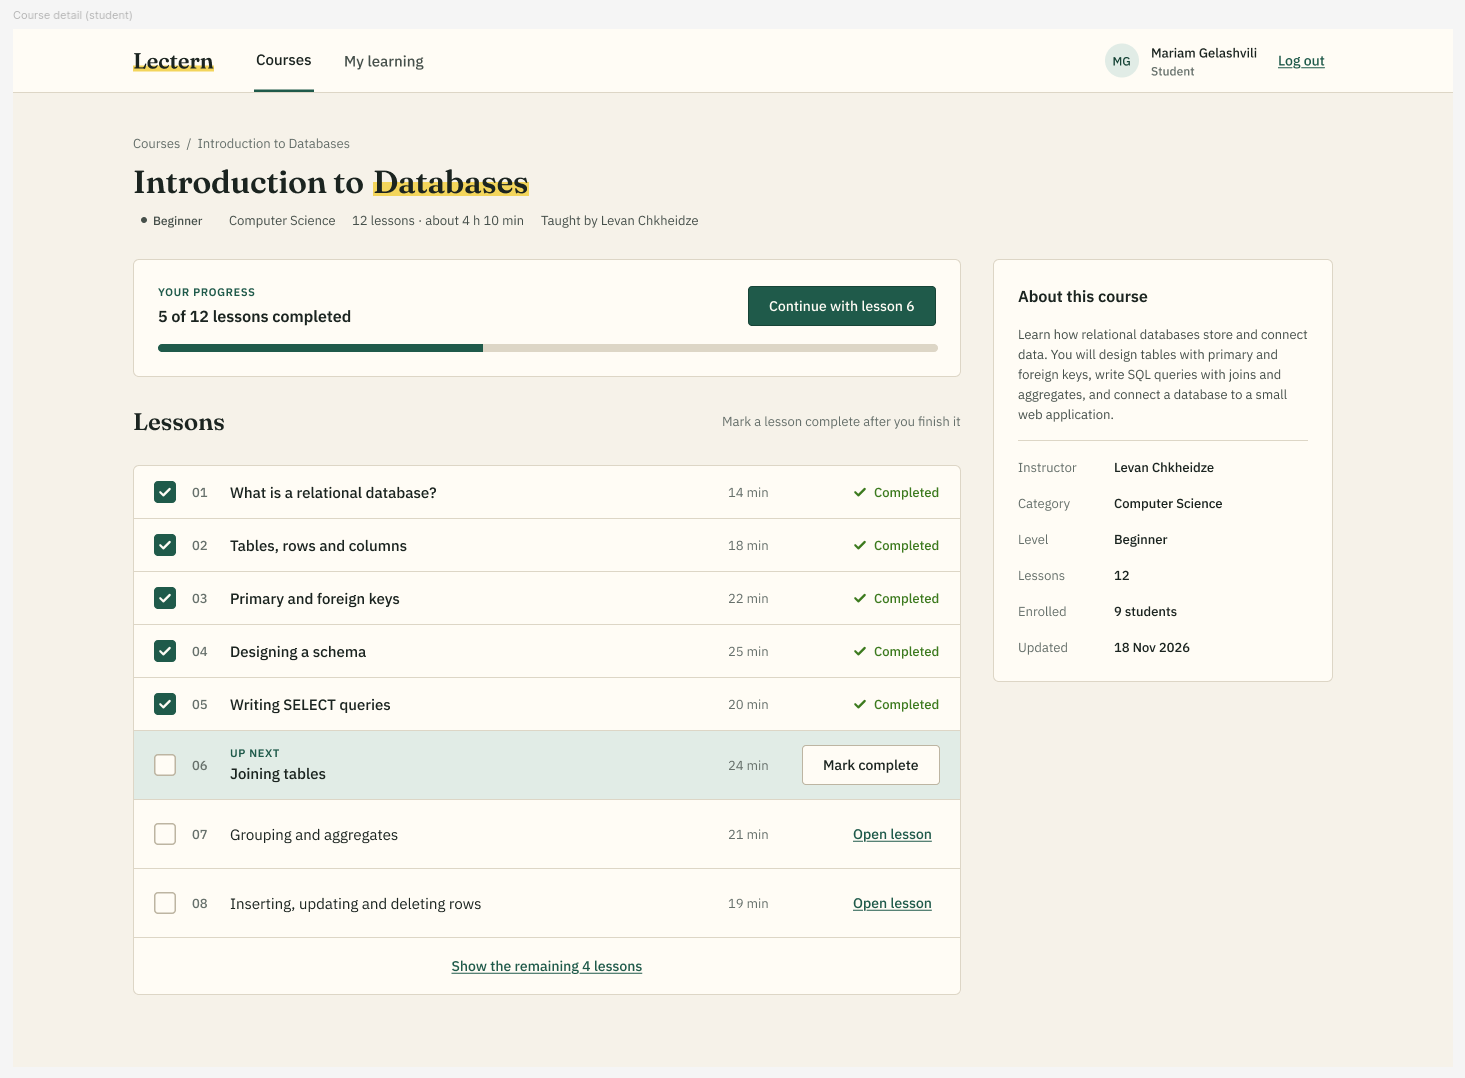 Course detail (student)
Lectern
Courses
My learning
MG
Mariam Gelashvili
Student
Log out
Courses / Introduction to Databases
Introduction to Databases
Beginner
Computer Science
12 lessons · about 4 h 10 min
Taught by Levan Chkheidze
YOUR PROGRESS
5 of 12 lessons completed
Continue with lesson 6
Lessons
Mark a lesson complete after you finish it
01 What is a relational database? 14 min Completed
02 Tables, rows and columns 18 min Completed
03 Primary and foreign keys 22 min Completed
04 Designing a schema 25 min Completed
05 Writing SELECT queries 20 min Completed
UP NEXT
06 Joining tables 24 min Mark complete
07 Grouping and aggregates 21 min Open lesson
08 Inserting, updating and deleting rows 19 min Open lesson
Show the remaining 4 lessons
About this course
Learn how relational databases store and connect
data. You will design tables with primary and
foreign keys, write SQL queries with joins and
aggregates, and connect a database to a small
web application.
Instructor Levan Chkheidze
Category Computer Science
Level Beginner
Lessons 12
Enrolled 9 students
Updated 18 Nov 2026